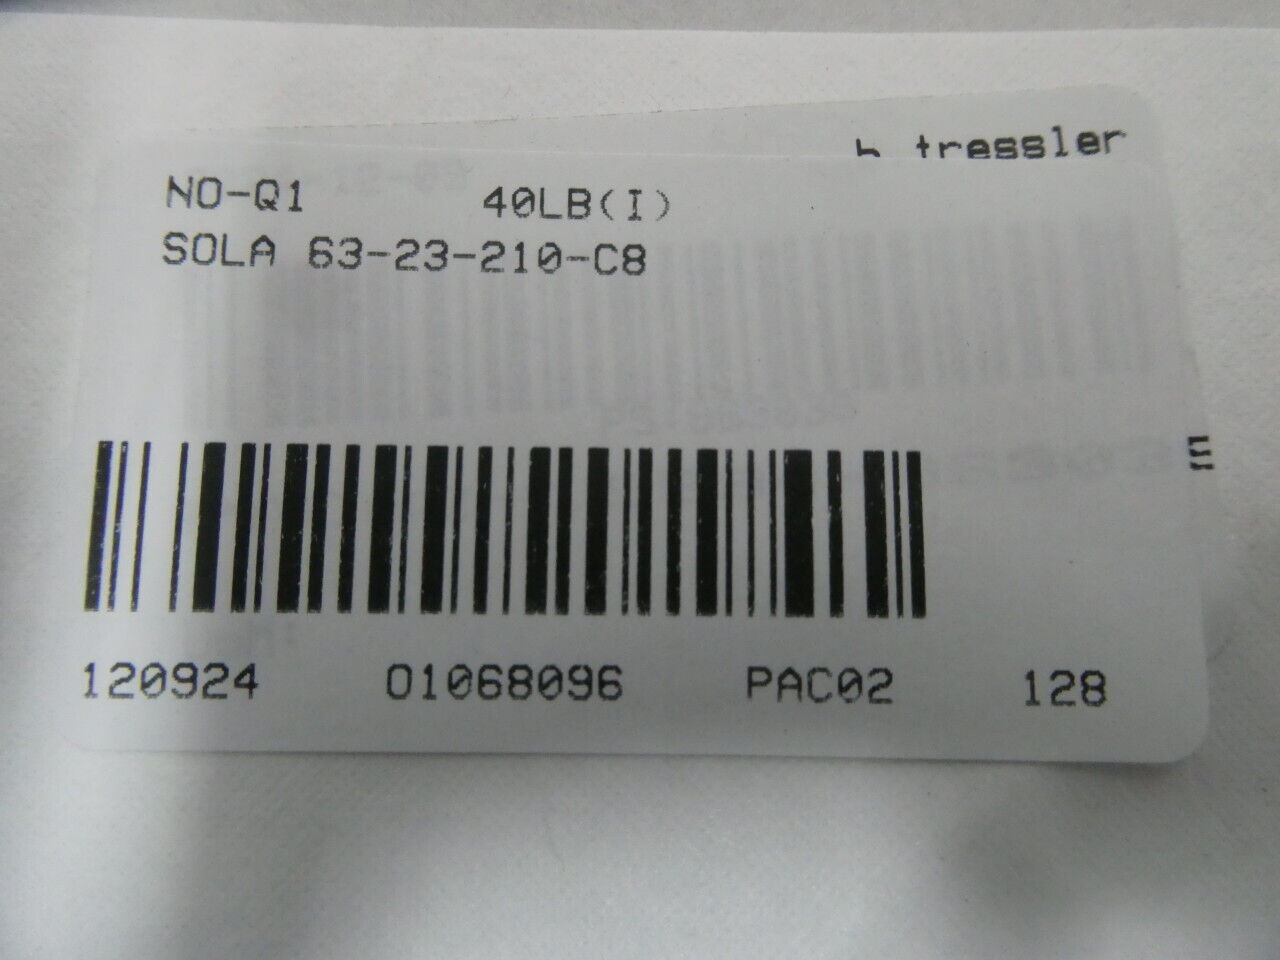 tressler
NO-Q1 40LB(I)
SOLA 63-23-210-C8
120924 01068096 PAC02 128